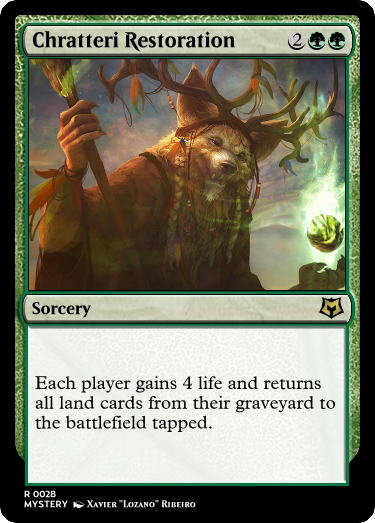 Chratteri Restoration 2
Sorcery
Each player gains 4 life and returns
all land cards from their graveyard to
the battlefield tapped.
R 0028
MYSTERY Xavier "Lozano" Ribeiro